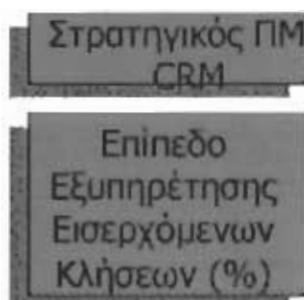 Στρατηγικός ΠΜ
CRM
Επίπεδο
Εξυπηρέτησης
Εισερχόμενων
Κλήσεων (%)